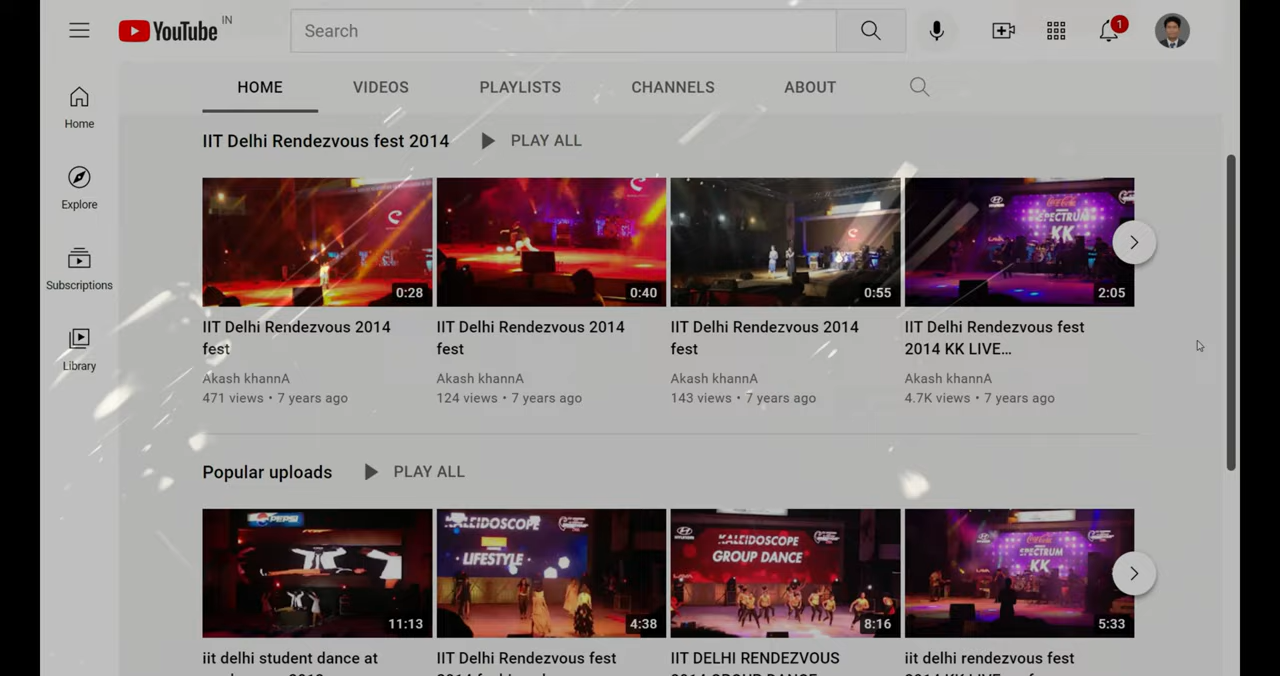 YouTube IN
Search
1
HOME VIDEOS PLAYLISTS CHANNELS ABOUT
Home
Explore
Subscriptions
Library
IIT Delhi Rendezvous fest 2014 PLAY ALL
0:28 0:40 0:55 2:05
Coca-Cola
SPECTRUM
KK
IIT Delhi Rendezvous 2014
fest
Akash khannA
471 views • 7 years ago
IIT Delhi Rendezvous 2014
fest
Akash khannA
124 views • 7 years ago
IIT Delhi Rendezvous 2014
fest
Akash khannA
143 views • 7 years ago
IIT Delhi Rendezvous fest
2014 KK LIVE...
Akash khannA
4.7K views • 7 years ago
Popular uploads PLAY ALL
PEPSI
11:13
KALEIDOSCOPE
LIFESTYLE
4:38
HYUNDAI
KALEIDOSCOPE
GROUP DANCE
8:16
Coca-Cola
SPECTRUM
KK
5:33
iit delhi student dance at
IIT Delhi Rendezvous fest
IIT DELHI RENDEZVOUS
iit delhi rendezvous fest